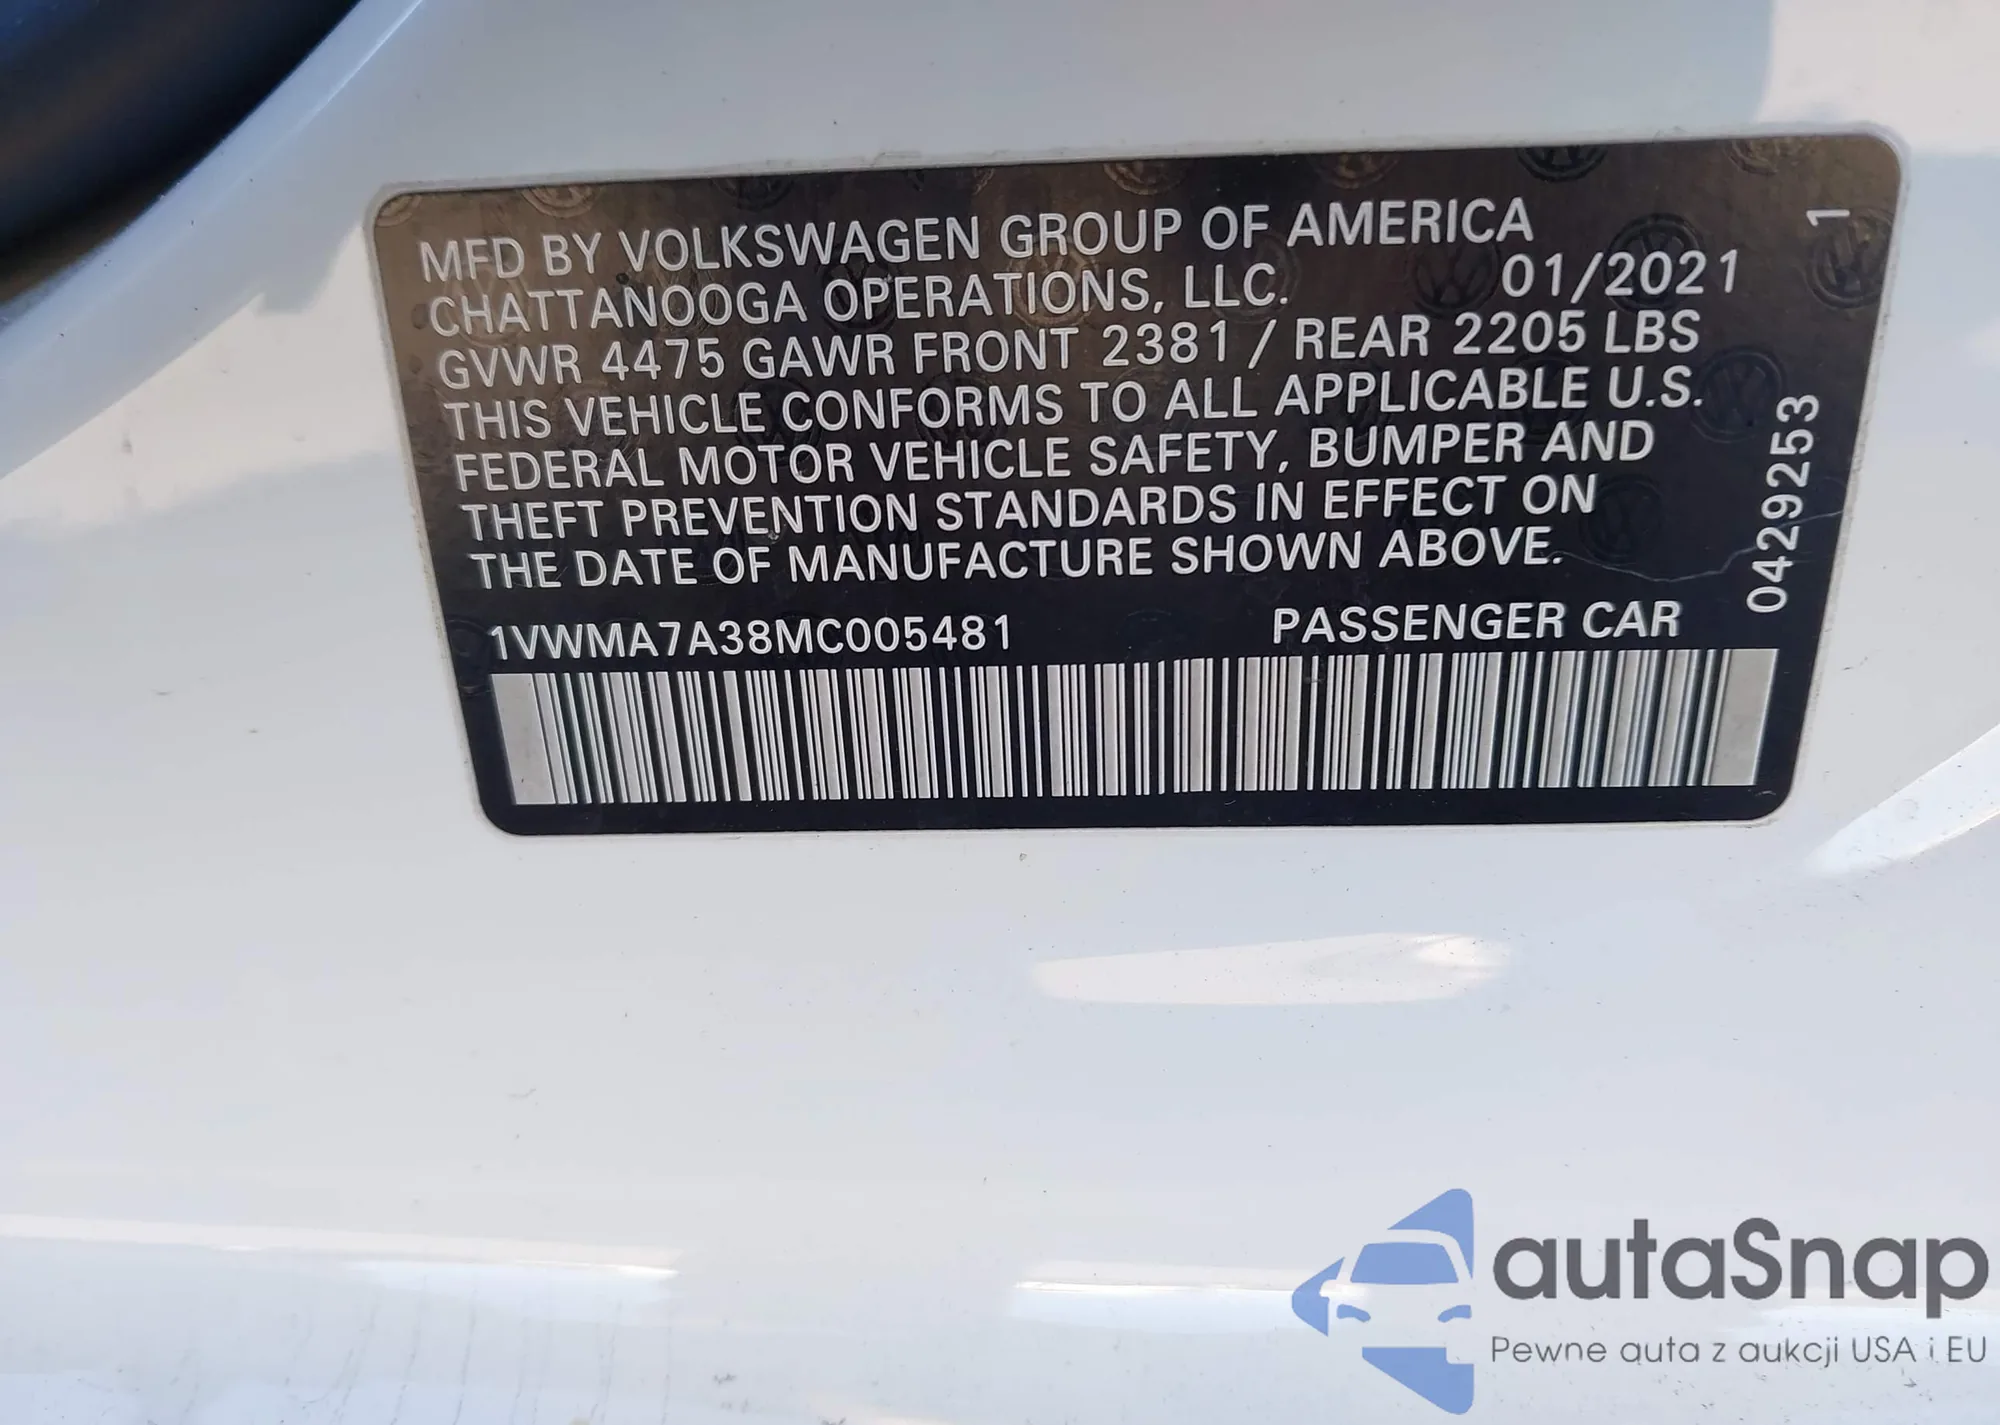 MFD BY VOLKSWAGEN GROUP OF AMERICA
CHATTANOOGA OPERATIONS, LLC. 01/2021
GVWR 4475 GAWR FRONT 2381 / REAR 2205 LBS
THIS VEHICLE CONFORMS TO ALL APPLICABLE U.S.
FEDERAL MOTOR VEHICLE SAFETY, BUMPER AND
THEFT PREVENTION STANDARDS IN EFFECT ON
THE DATE OF MANUFACTURE SHOWN ABOVE.
1VWMA7A38MC005481 PASSENGER CAR
0429253 1
autaSnap
Pewne auta z aukcji USA i EU